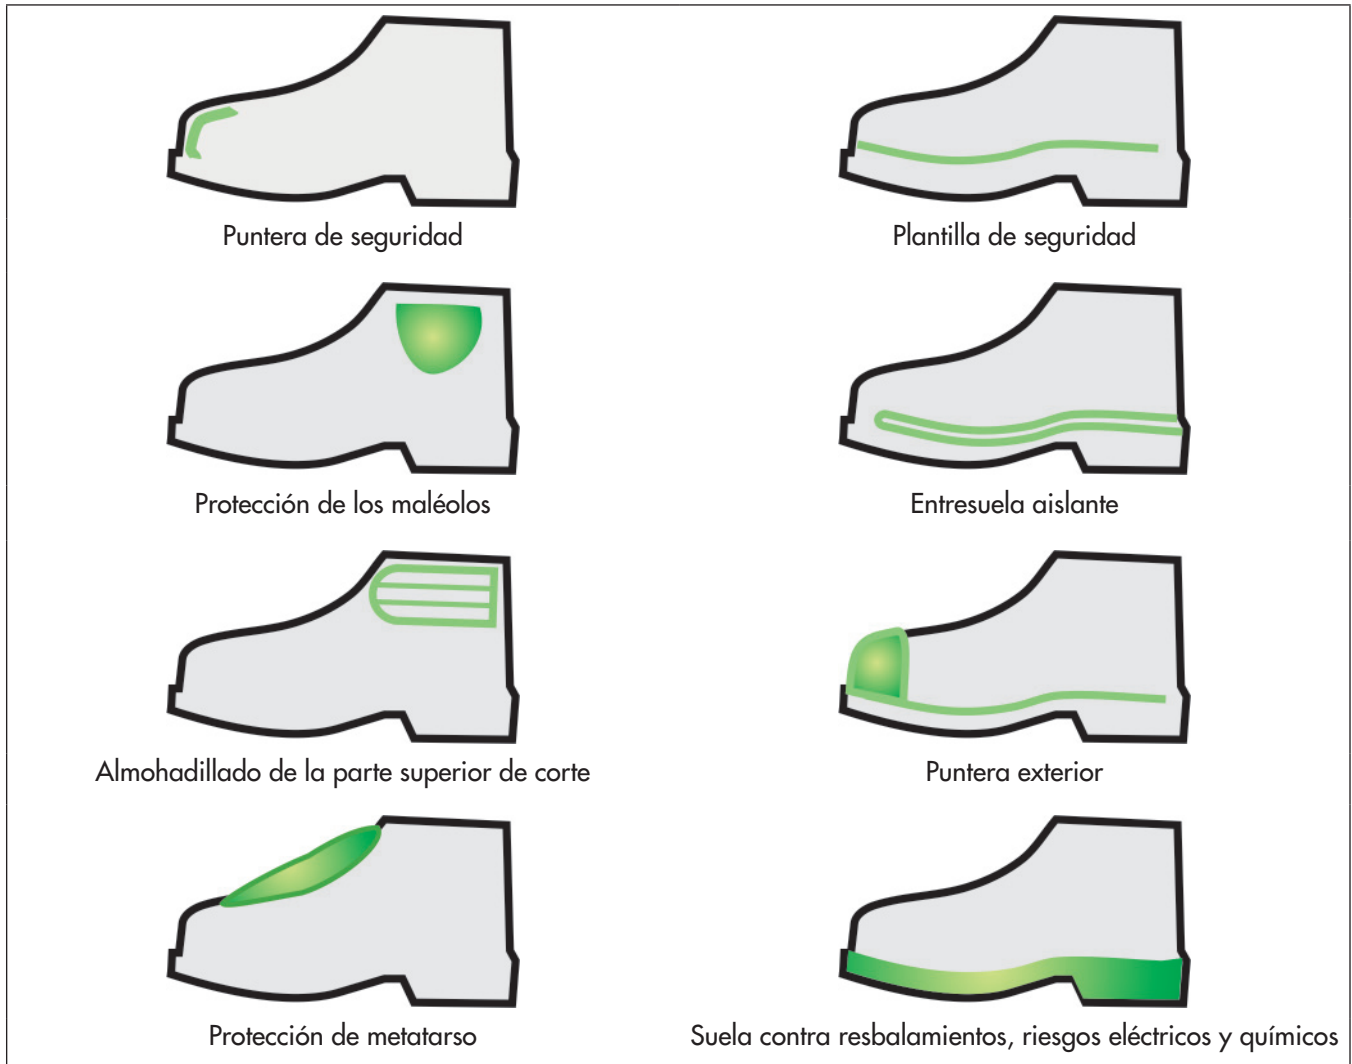 Puntera de seguridad
Plantilla de seguridad
Protección de los maléolos
Entresuela aislante
Almohadillado de la parte superior de corte
Puntera exterior
Protección de metatarso
Suela contra resbalamientos, riesgos eléctricos y químicos